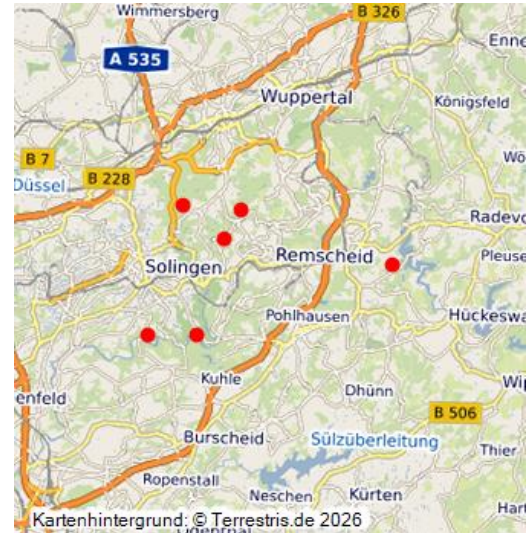 Wimmersberg
B 326
A 535
Enne
Wuppertal
Königsfeld
B 7
Wö
Düssel
B 228
Radevo
Remscheid
Pleuse
Solingen
Pohlhausen
Hückeswa
Kuhle
Wip
Dhünn
enfeld
B 506
Burscheid
Sülzüberleitung
Thier
Ropenstall
Neschen
Kürten
Hart
Kartenhintergrund: © Terrestris.de 2026